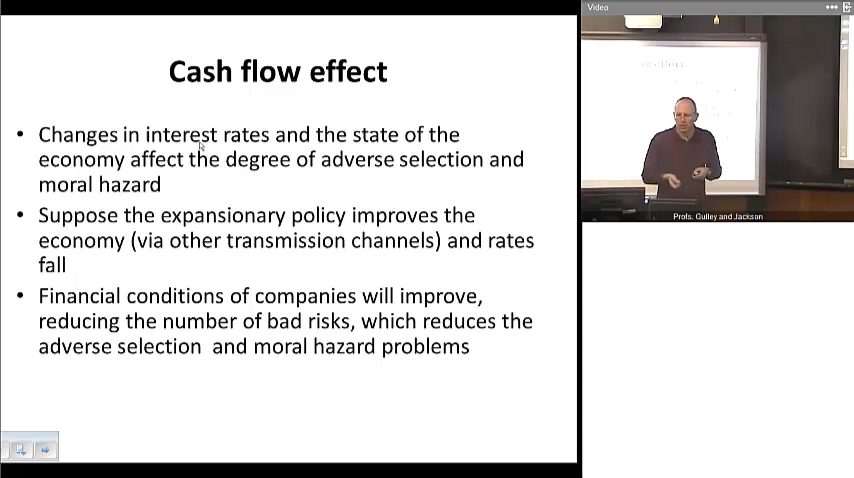 Cash flow effect
• Changes in interest rates and the state of the
economy affect the degree of adverse selection and
moral hazard
• Suppose the expansionary policy improves the
economy (via other transmission channels) and rates
fall
• Financial conditions of companies will improve,
reducing the number of bad risks, which reduces the
adverse selection  and moral hazard problems
Video
Profs. Gulley and Jackson